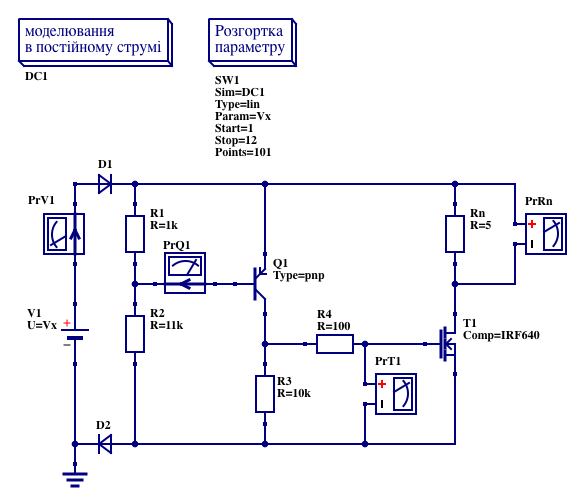 моделювання
в постійному струмі
DC1
Розгортка
параметру
SW1
Sim=DC1
Type=lin
Param=Vx
Start=1
Stop=12
Points=101
D1
PrV1
R1
R=1k
PrQ1
Q1
Type=pnp
Rn
R=5
PrRn
V1
U=Vx
R2
R=11k
R4
R=100
T1
Comp=IRF640
R3
R=10k
PrT1
D2